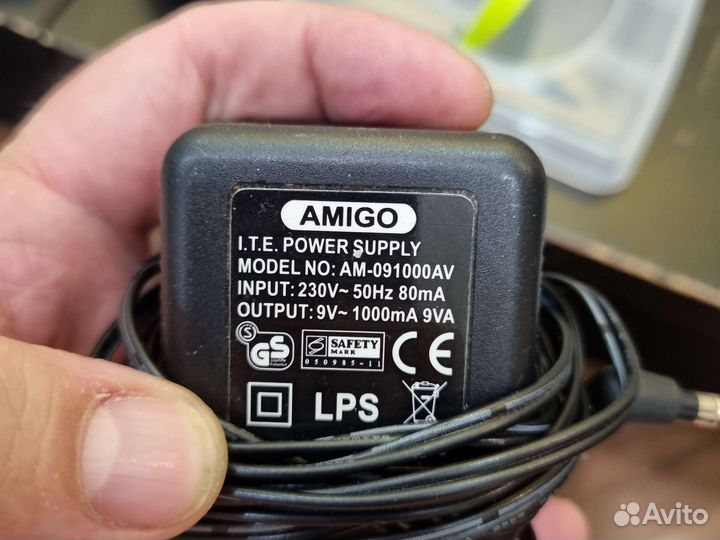 AMIGO
I.T.E. POWER SUPPLY
MODEL NO: AM-091000AV
INPUT: 230V~ 50Hz 80mA
OUTPUT: 9V~ 1000mA 9VA
S
GS
S SAFETY
MARK
050985-11
CE
LPS
Avito